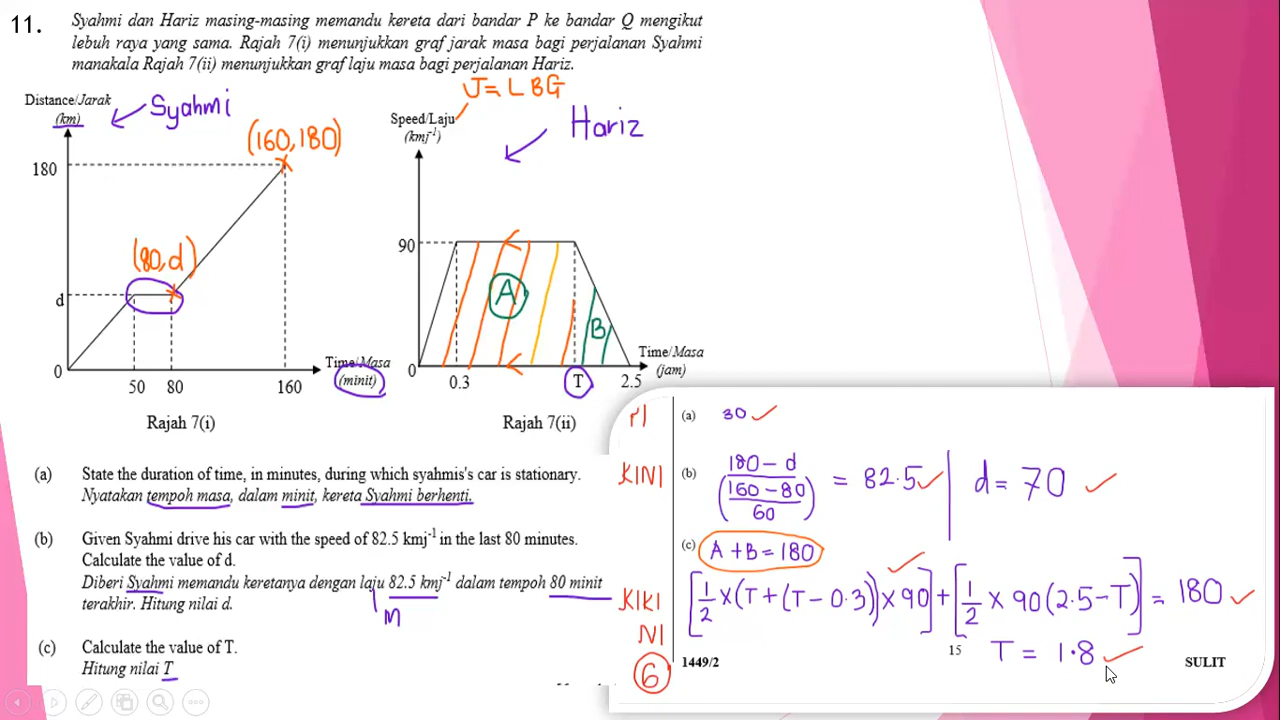 11.
Syahmi dan Hariz masing-masing memandu kereta dari bandar P ke bandar Q mengikut
lebuh raya yang sama. Rajah 7(i) menunjukkan graf jarak masa bagi perjalanan Syahmi
manakala Rajah 7(ii) menunjukkan graf laju masa bagi perjalanan Hariz.
Distance/Jarak
(km)
Syahmi
(160,180)
180
(80,d)
d
0
50 80 160
Time/Masa
(minit)
Rajah 7(i)
J = LBG
Speed/Laju
(kmj⁻¹)
Hariz
90
A
B
0
0.3 T 2.5
Time/Masa
(jam)
Rajah 7(ii)
(a) State the duration of time, in minutes, during which syahmis's car is stationary.
Nyatakan tempoh masa, dalam minit, kereta Syahmi berhenti.
(b) Given Syahmi drive his car with the speed of 82.5 kmj⁻¹ in the last 80 minutes.
Calculate the value of d.
Diberi Syahmi memandu keretanya dengan laju 82.5 kmj⁻¹ dalam tempoh 80 minit
terakhir. Hitung nilai d.
m
(c) Calculate the value of T.
Hitung nilai T
P1 (a) 30 ✓
K1N1 (b) (180 - d) / ((160 - 80)/60) = 82.5 ✓ | d = 70 ✓
(c) A + B = 180
K1K1 [1/2 × (T + (T - 0.3)) × 90] ✓ + [1/2 × 90 (2.5 - T)] = 180 ✓
N1 T = 1.8 ✓
6
1449/2 15 SULIT